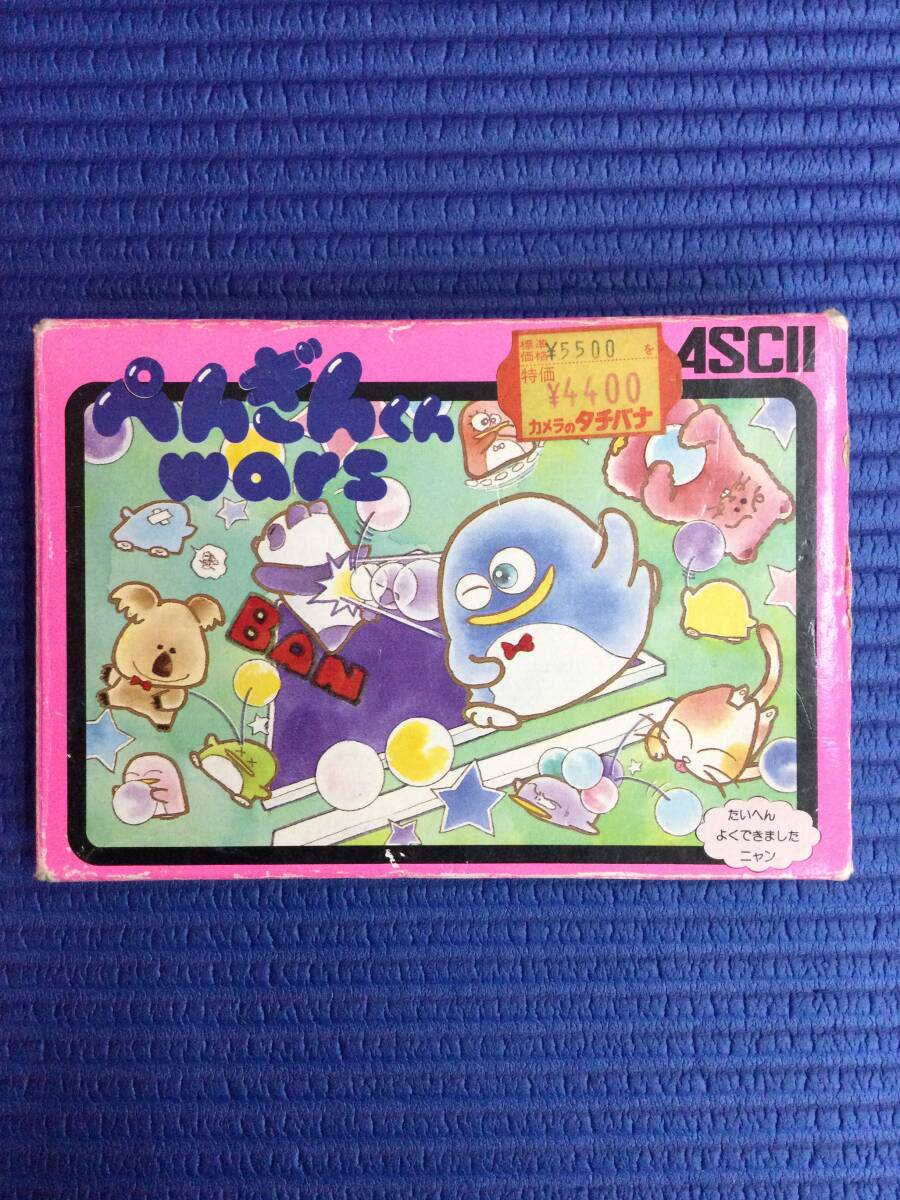 ぺんぎんくん
wars
ASCII
標準
価格 ¥5500 を
特価
¥4400
カメラのタチバナ
BAN
たいへん
よくできました
ニャン